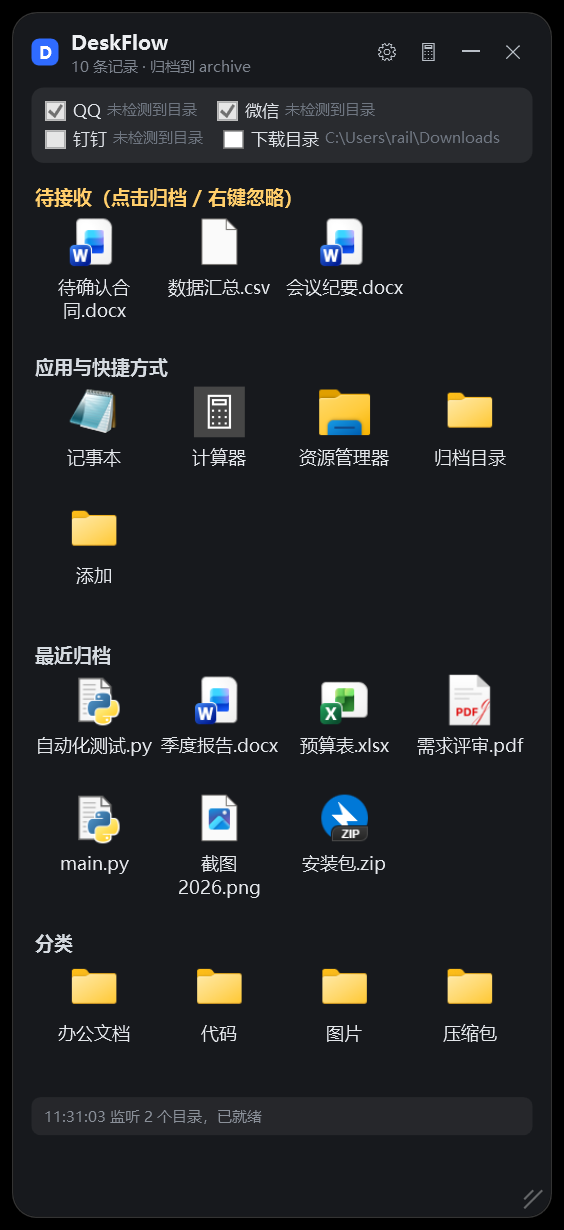 D
DeskFlow
10 条记录 · 归档到 archive
QQ 未检测到目录 微信 未检测到目录
钉钉 未检测到目录 下载目录 C:\Users\rail\Downloads
待接收（点击归档 / 右键忽略）
待确认合同.docx 数据汇总.csv 会议纪要.docx
应用与快捷方式
记事本 计算器 资源管理器 归档目录
添加
最近归档
自动化测试.py 季度报告.docx 预算表.xlsx 需求评审.pdf
main.py 截图 2026.png 安装包.zip
分类
办公文档 代码 图片 压缩包
11:31:03 监听 2 个目录，已就绪